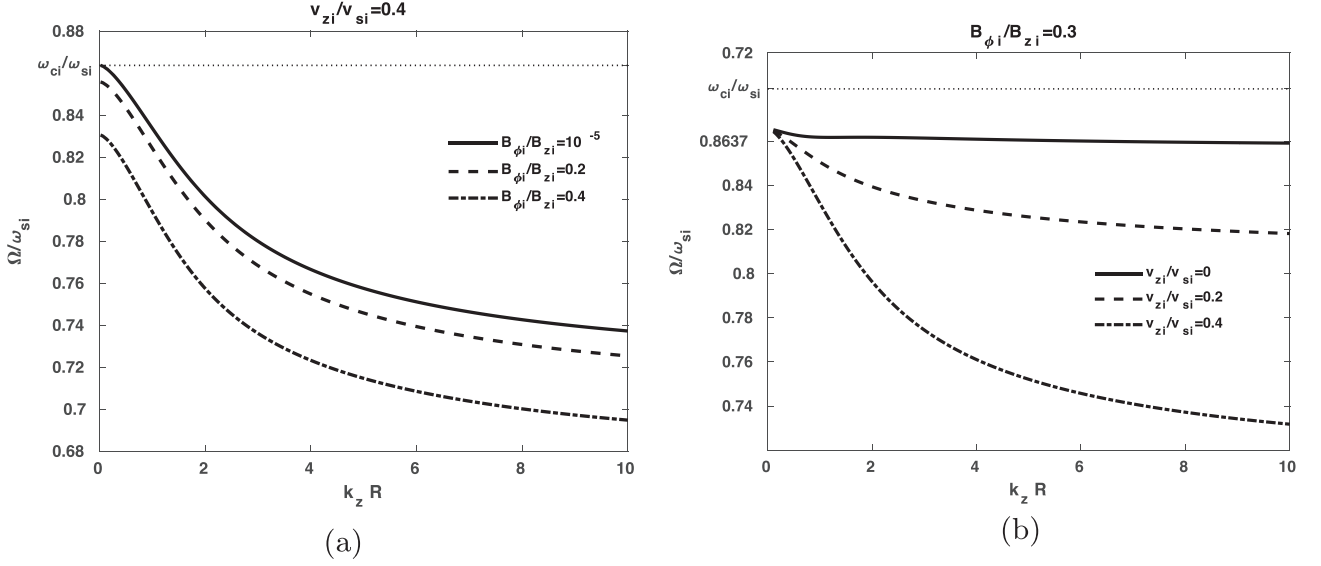 v_zi/v_si=0.4
0.88
ω_ci/ω_si
0.84
0.82
0.8
0.78
0.76
0.74
0.72
0.7
0.68
Ω/ω_si
B_ϕi/B_zi=10^-5
B_ϕi/B_zi=0.2
B_ϕi/B_zi=0.4
0 2 4 6 8 10
k_z R
(a)
B_ϕi/B_zi=0.3
0.72
ω_ci/ω_si
0.8637
0.84
0.82
0.8
0.78
0.76
0.74
Ω/ω_si
v_zi/v_si=0
v_zi/v_si=0.2
v_zi/v_si=0.4
0 2 4 6 8 10
k_z R
(b)